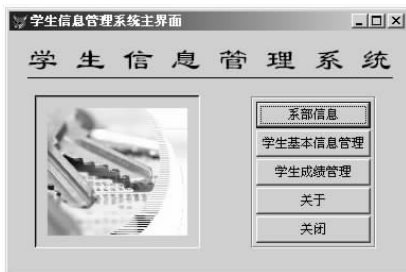 学生信息管理系统主界面
学生信息管理系统
系部信息
学生基本信息管理
学生成绩管理
关于
关闭